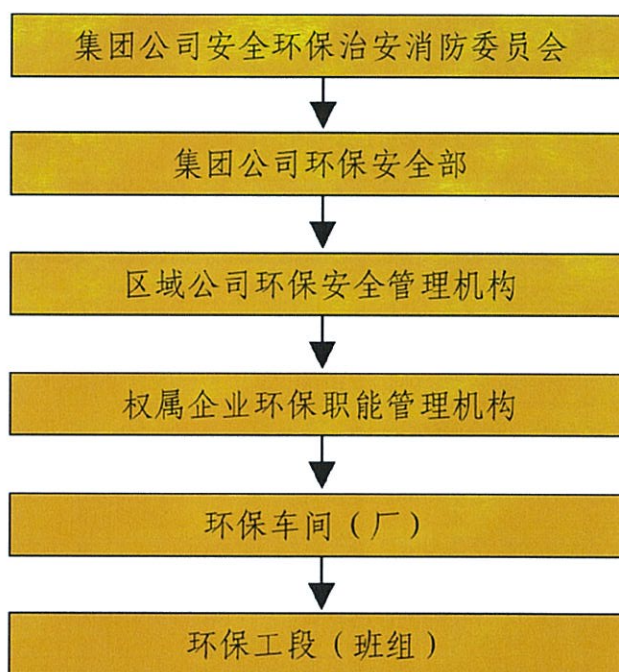 集团公司安全环保治安消防委员会
集团公司环保安全部
区域公司环保安全管理机构
权属企业环保职能管理机构
环保车间（厂）
环保工段（班组）